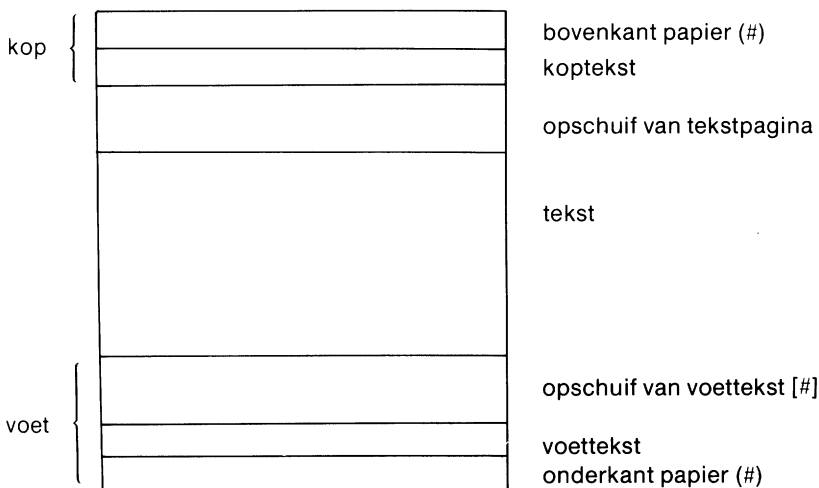 bovenkant papier (#)
kop
koptekst
opschuif van tekstpagina
tekst
opschuif van voettekst [#]
voet
voettekst
onderkant papier (#)